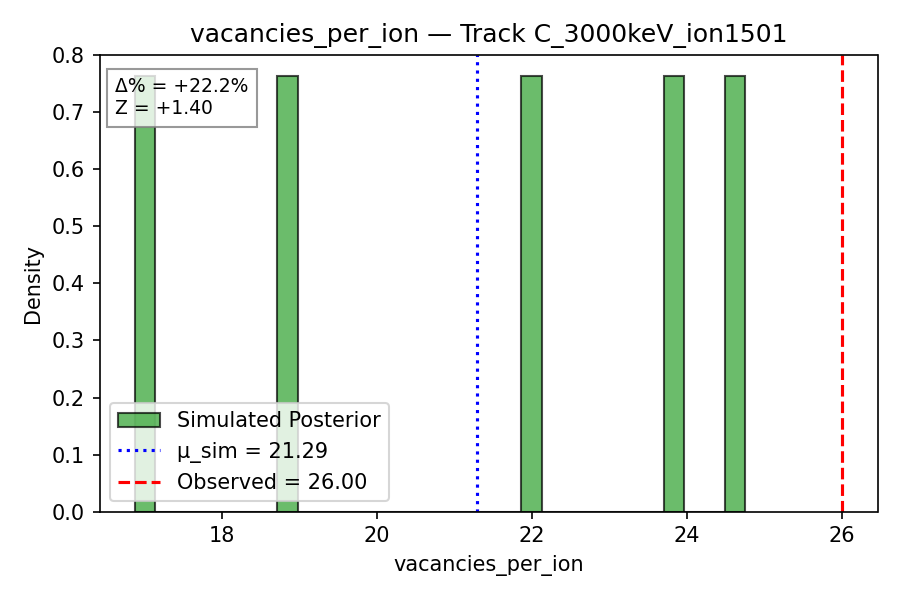 vacancies_per_ion — Track C_3000keV_ion1501
Δ% = +22.2%
Z = +1.40
Density
0.8
0.7
0.6
0.5
0.4
0.3
0.2
0.1
0.0
Simulated Posterior
μ_sim = 21.29
Observed = 26.00
18 20 22 24 26
vacancies_per_ion